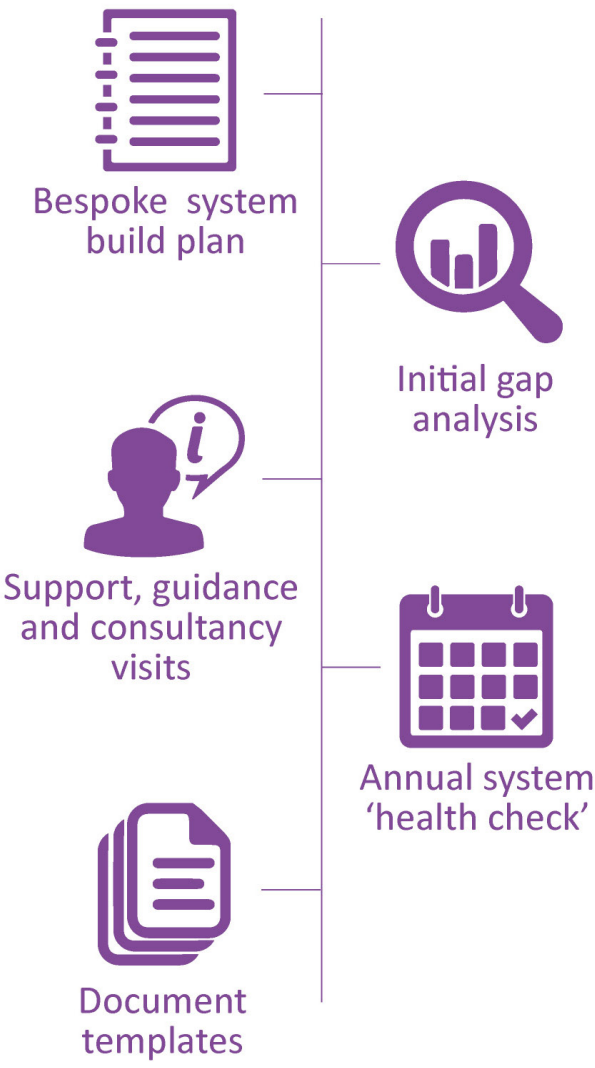 Bespoke  system
build plan
Initial gap
analysis
i
Support, guidance
and consultancy
visits
Annual system
‘health check’
Document
templates